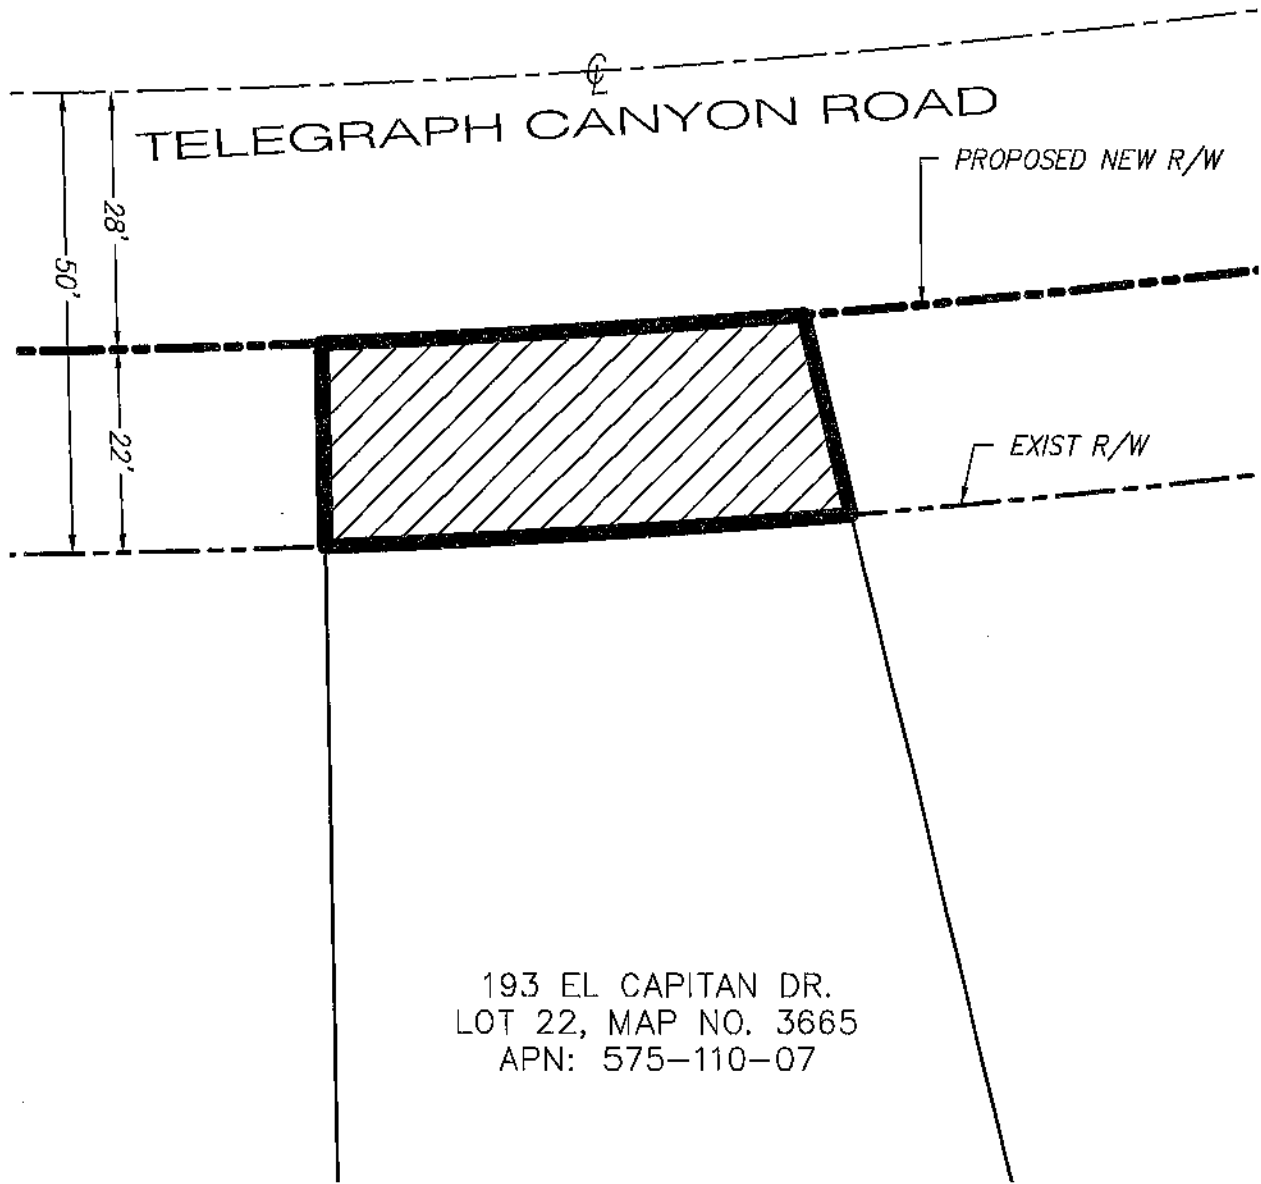 ℄
TELEGRAPH CANYON ROAD
PROPOSED NEW R/W
28'
50'
22'
EXIST R/W
193 EL CAPITAN DR.
LOT 22, MAP NO. 3665
APN: 575-110-07